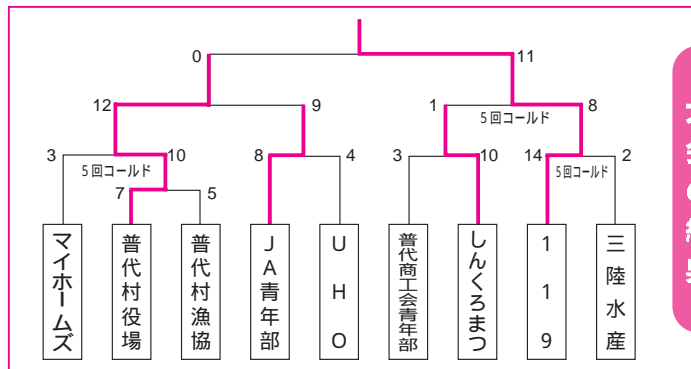 0 11
12 9 1 8
5回コールド
3 10 8 4 3 10 14 2
5回コールド 5回コールド
7 5
マイホームズ
普代村役場
普代村漁協
JA青年部
UHO
普代商工会青年部
しんくろまつ
119
三陸水産